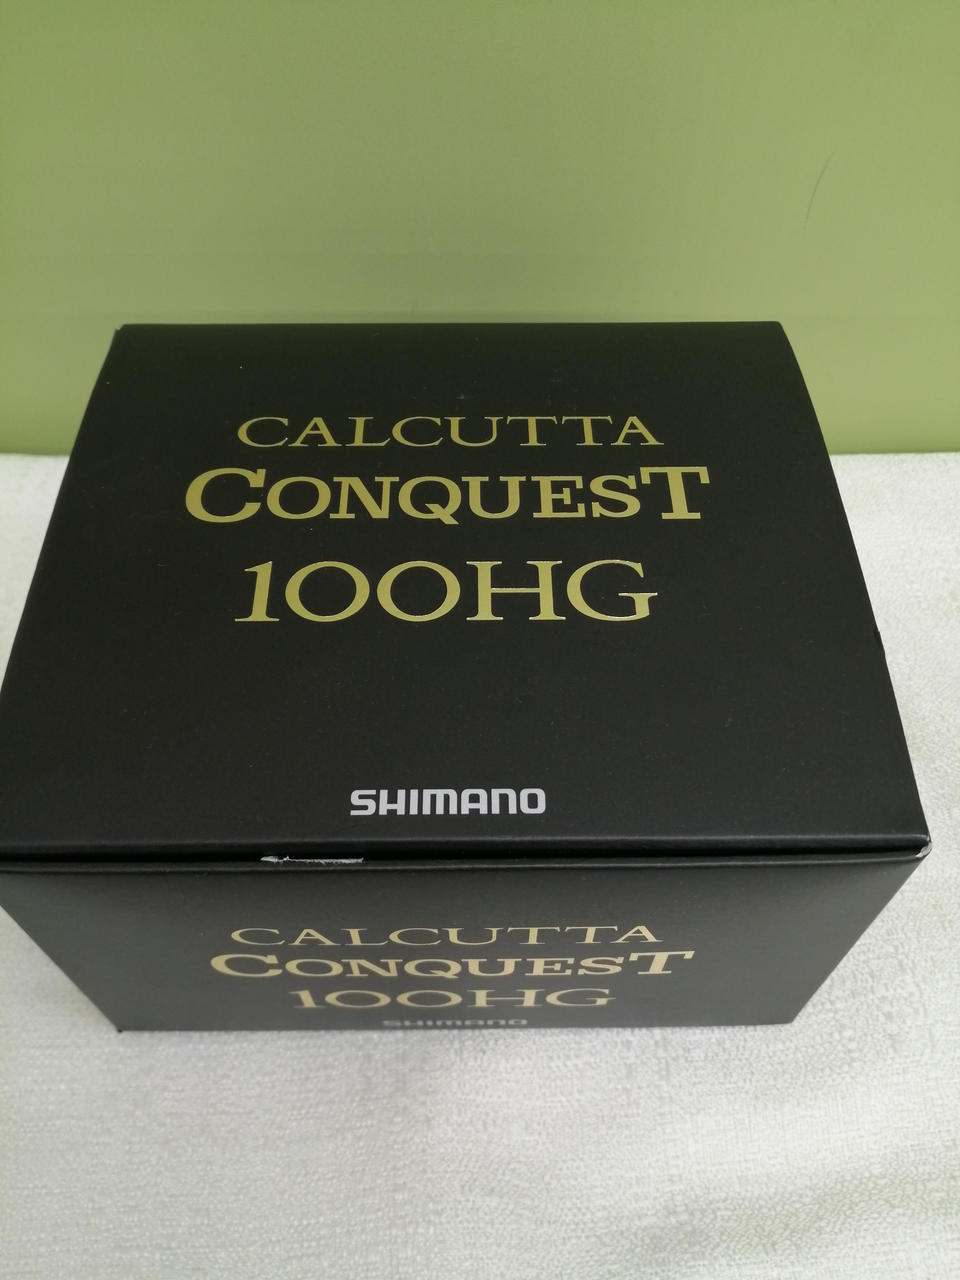 CALCUTTA
CONQUEST
100HG
SHIMANO
CALCUTTA
CONQUEST
100HG
SHIMANO